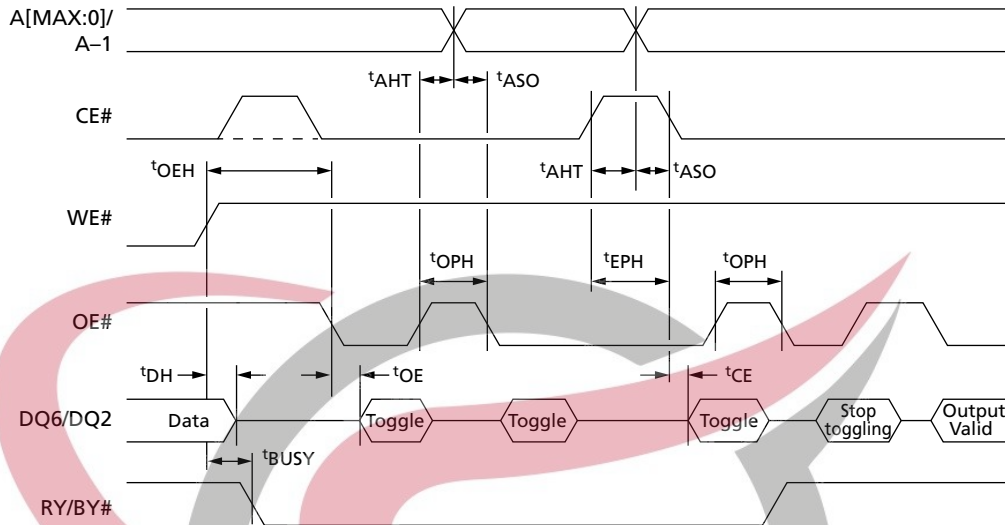 A[MAX:0]/
A–1
tAHT
tASO
CE#
tOEH
tAHT
tASO
WE#
tOPH
tEPH
tOPH
OE#
tDH
tOE
tCE
DQ6/DQ2
Data
Toggle
Toggle
Toggle
Stop
toggling
Output
Valid
tBUSY
RY/BY#